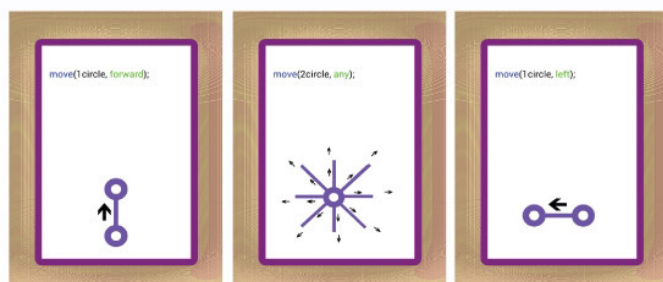 move(1circle, forward);
move(2circle, any);
move(1circle, left);